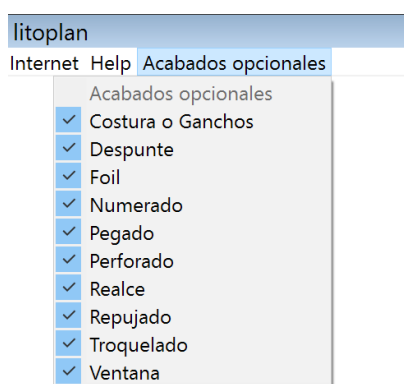 litoplan
Internet Help Acabados opcionales
Acabados opcionales
Costura o Ganchos
Despunte
Foil
Numerado
Pegado
Perforado
Realce
Repujado
Troquelado
Ventana